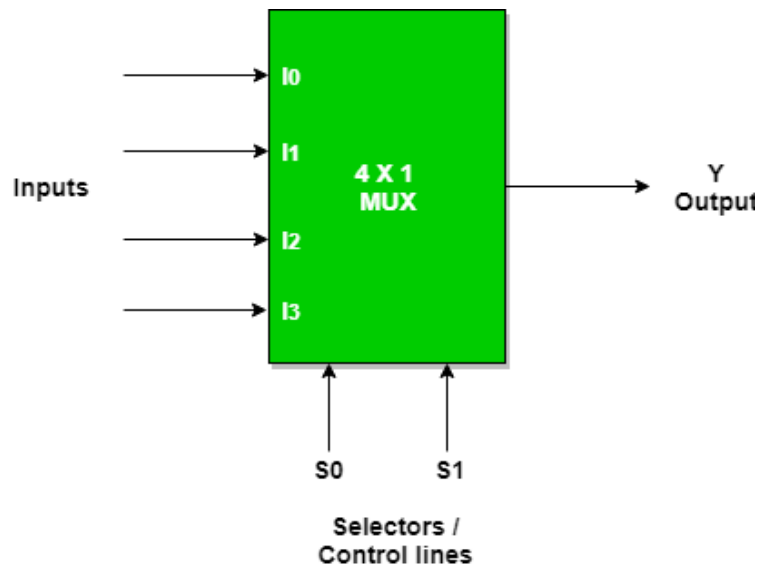 I0
I1
Inputs
4 X 1
MUX
I2
I3
Y
Output
S0 S1
Selectors /
Control lines